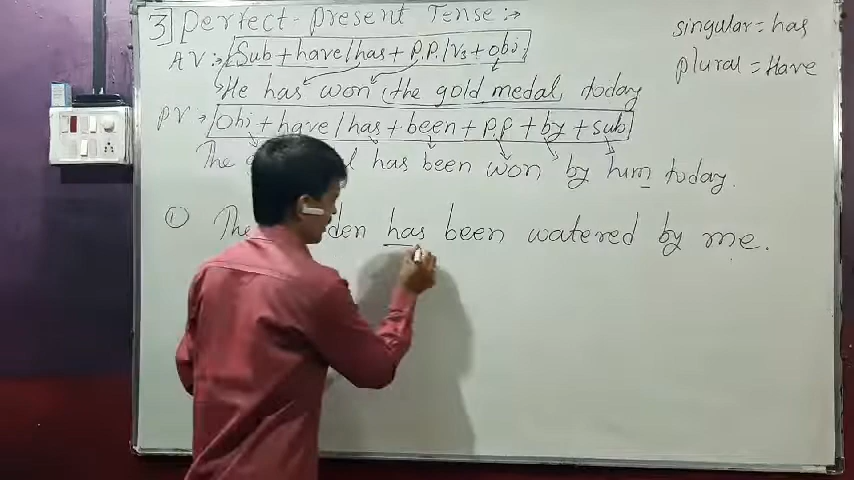 3] Perfect-Present Tense :→
singular = has
AV :→ Sub + have/has + P.P./V₃ + obj.
plural = Have
He has won the gold medal today
PV → Obj + have/has + been + P.P + by + sub
The has been won by him today.
① The has been watered by me.